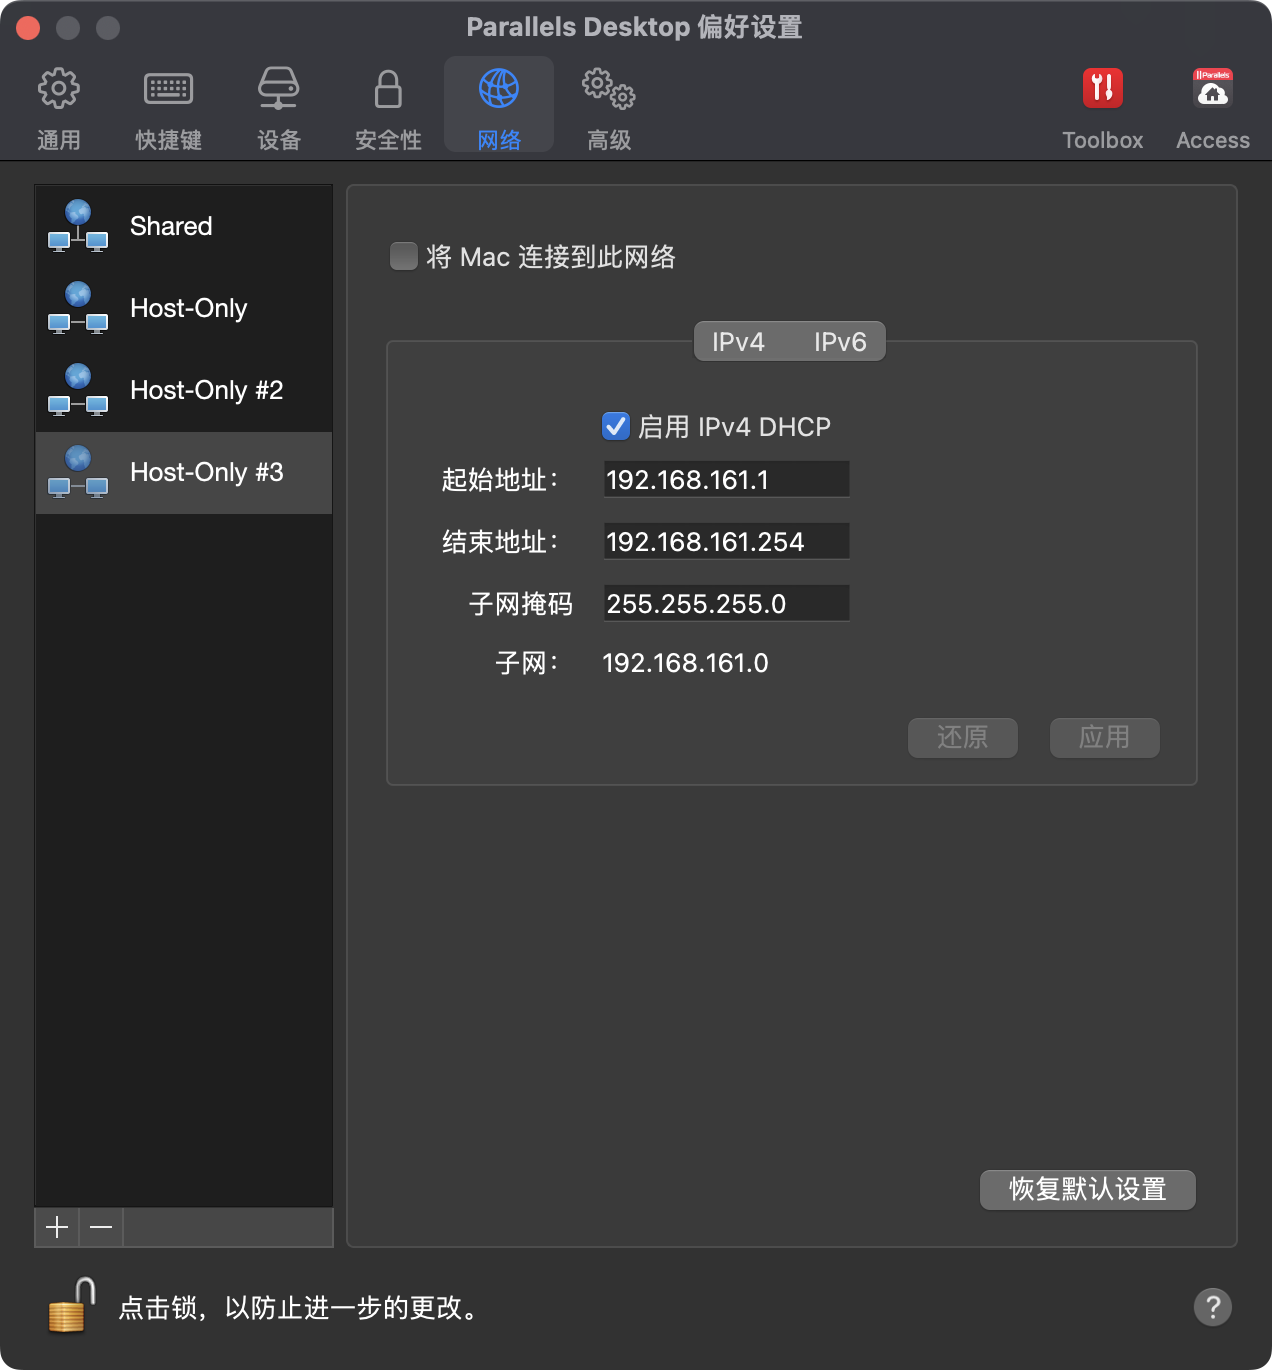 Parallels Desktop 偏好设置
通用
快捷键
设备
安全性
网络
高级
Parallels
Toolbox
Access
Shared
Host-Only
Host-Only #2
Host-Only #3
将 Mac 连接到此网络
IPv4
IPv6
启用 IPv4 DHCP
起始地址：
192.168.161.1
结束地址：
192.168.161.254
子网掩码
255.255.255.0
子网：
192.168.161.0
还原
应用
恢复默认设置
点击锁，以防止进一步的更改。
?